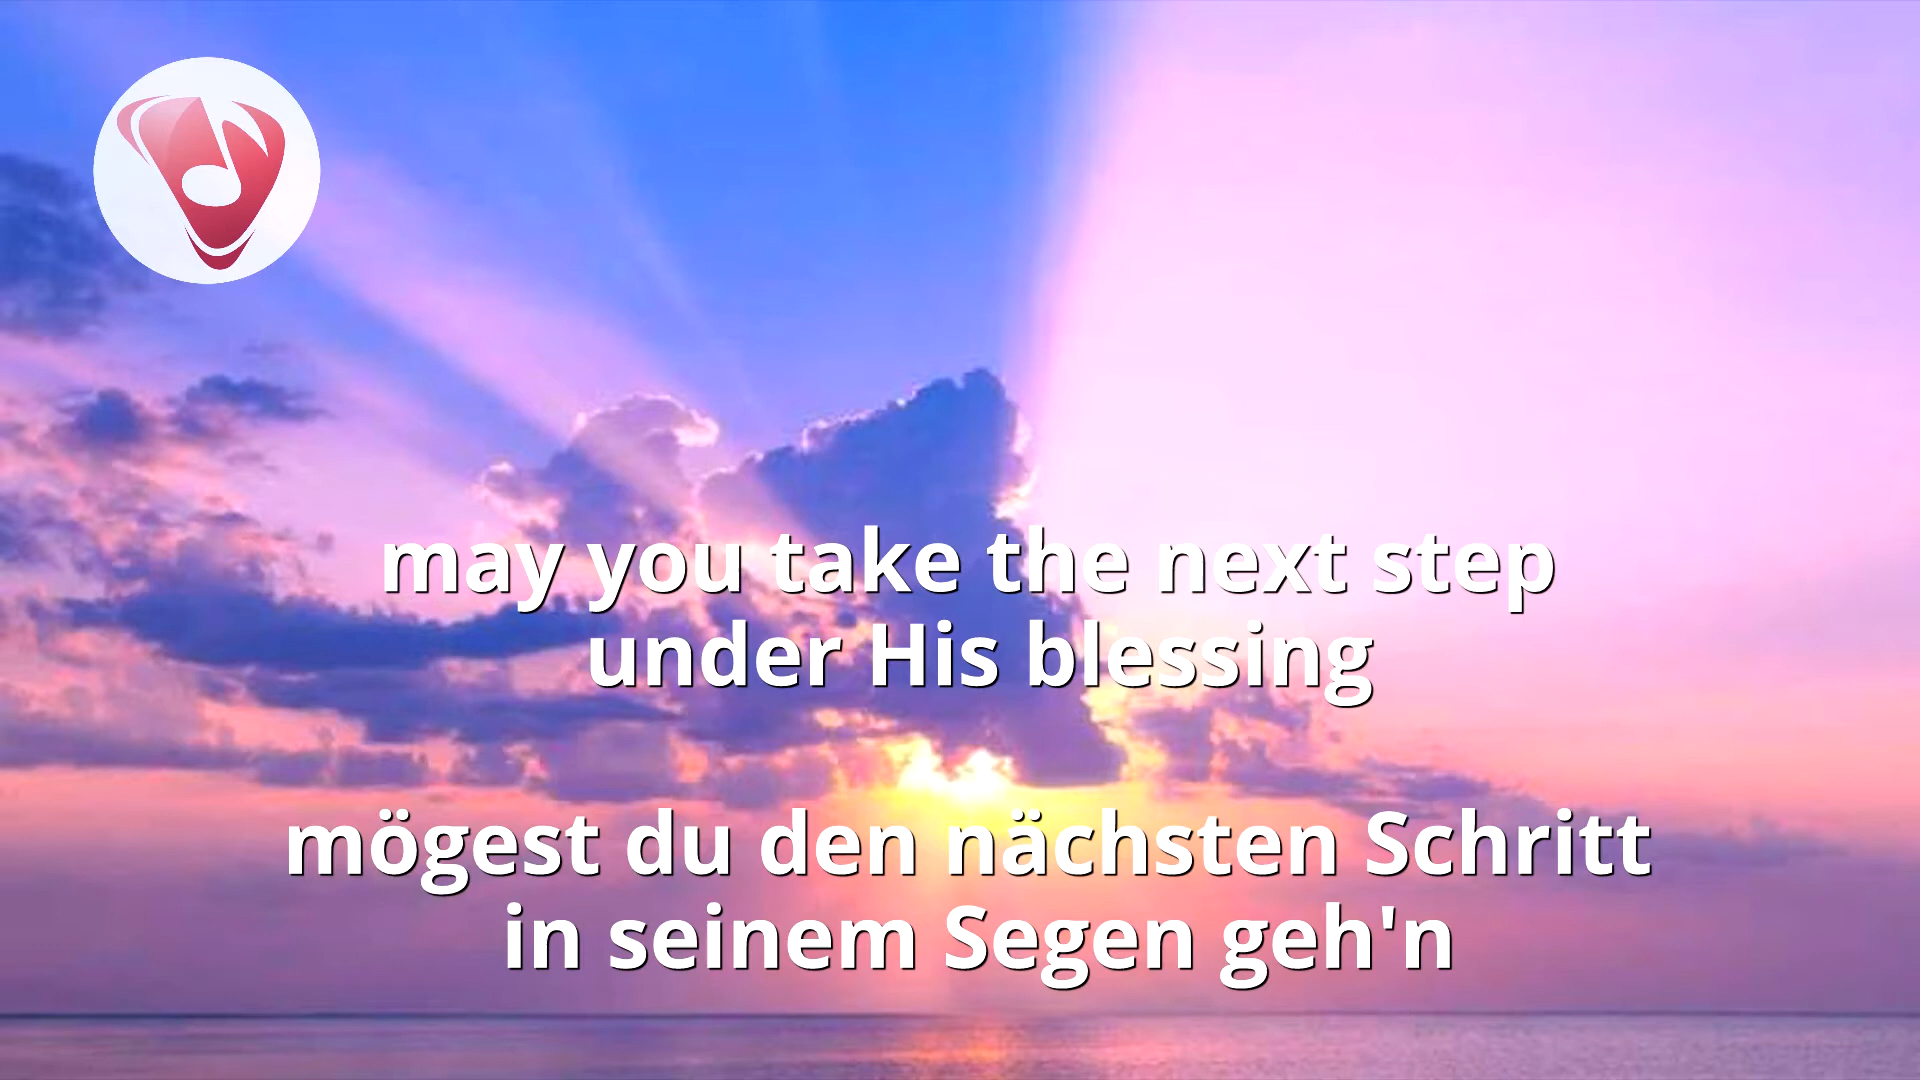 may you take the next step
under His blessing
mögest du den nächsten Schritt
in seinem Segen geh'n